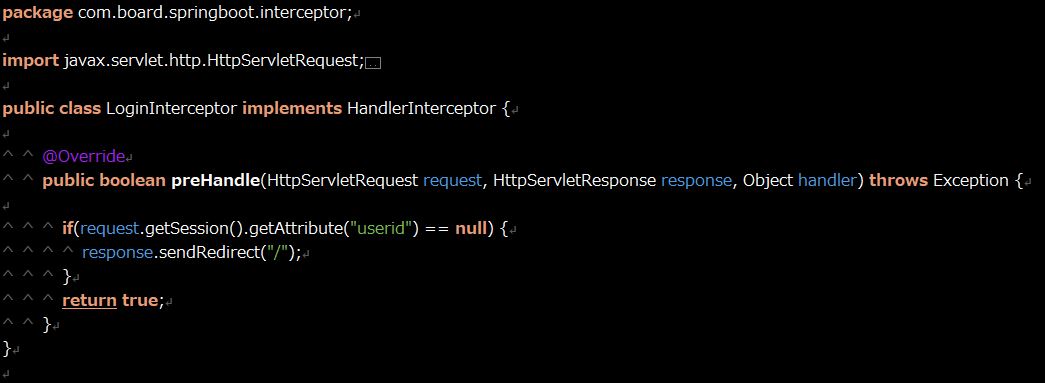 package com.board.springboot.interceptor;
import javax.servlet.http.HttpServletRequest;
public class LoginInterceptor implements HandlerInterceptor {
@Override
public boolean preHandle(HttpServletRequest request, HttpServletResponse response, Object handler) throws Exception {
if(request.getSession().getAttribute("userid") == null) {
response.sendRedirect("/");
}
return true;
}
}